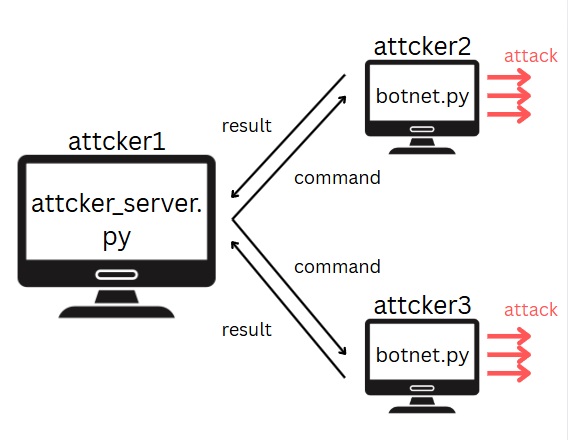 attcker2
attack
botnet.py
result
attcker1
command
attcker_server.
py
command
attcker3
attack
result
botnet.py